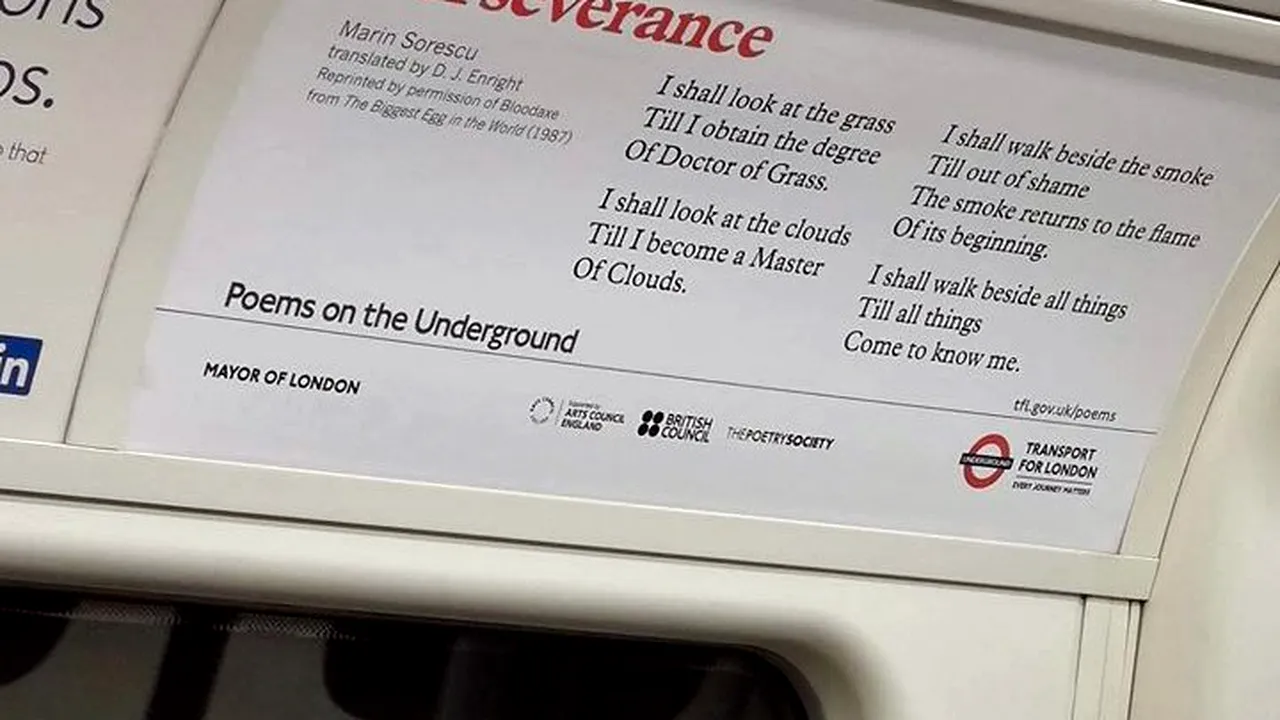 ons
os.
that
in
erseverance
Marin Sorescu
translated by D. J. Enright
Reprinted by permission of Bloodaxe
from The Biggest Egg in the World (1987)
I shall look at the grass
Till I obtain the degree
Of Doctor of Grass.
I shall look at the clouds
Till I become a Master
Of Clouds.
I shall walk beside the smoke
Till out of shame
The smoke returns to the flame
Of its beginning.
I shall walk beside all things
Till all things
Come to know me.
Poems on the Underground
tfl.gov.uk/poems
MAYOR OF LONDON
Supported by
ARTS COUNCIL
ENGLAND
BRITISH
COUNCIL
THEPOETRYSOCIETY
UNDERGROUND
TRANSPORT
FOR LONDON
EVERY JOURNEY MATTERS